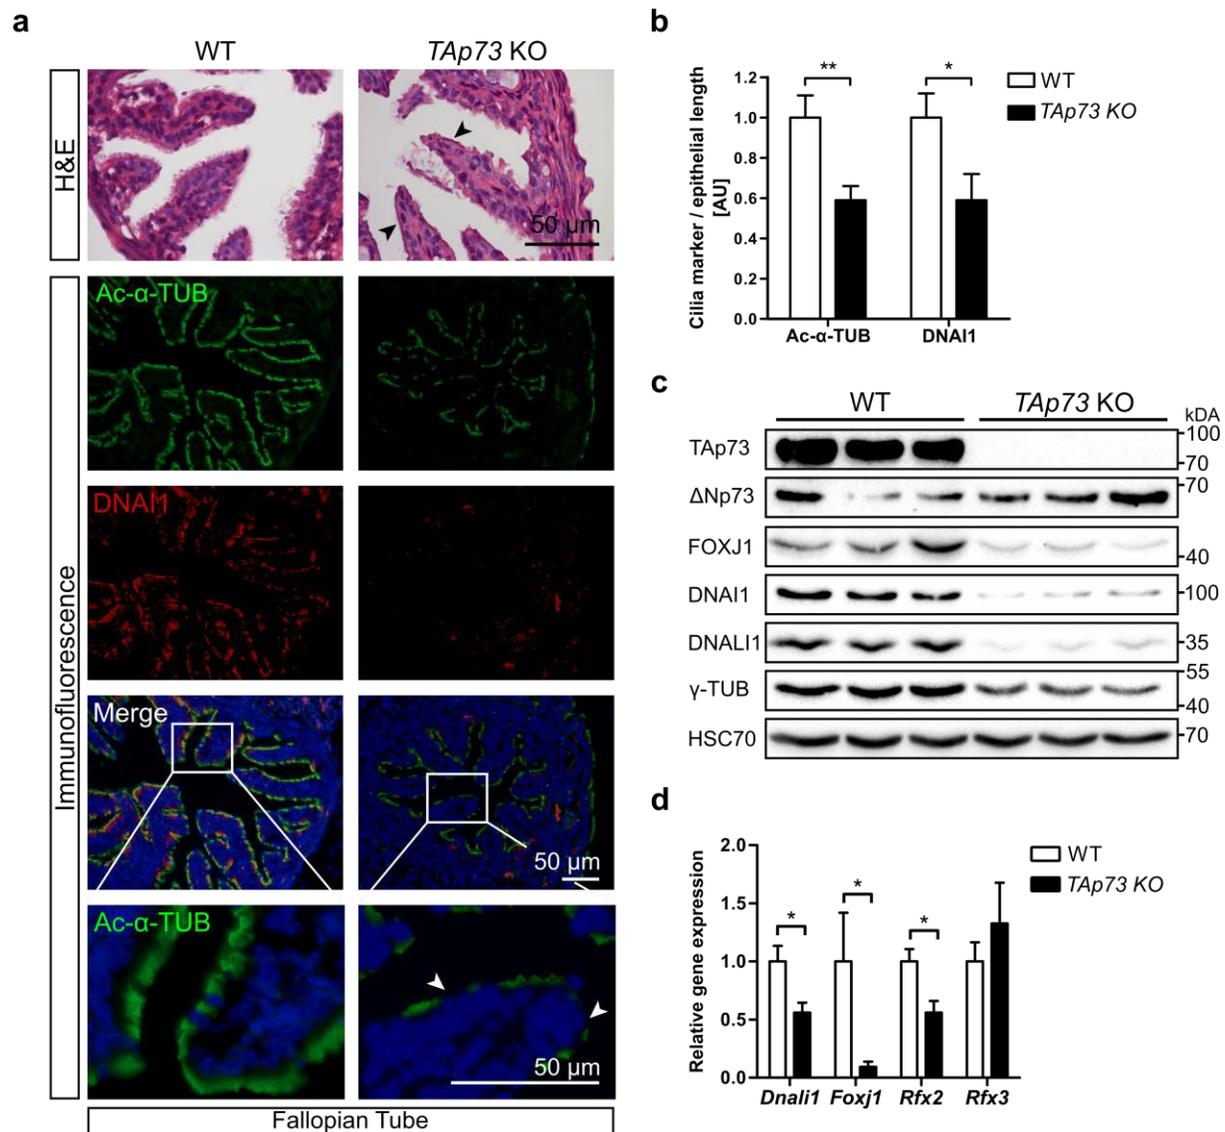 a
WT
TAp73 KO
H&E
50 µm
Immunofluorescence
Ac-α-TUB
DNAI1
Merge
50 µm
Ac-α-TUB
50 µm
Fallopian Tube
b
Cilia marker / epithelial length
[AU]
1.2
1.0
0.8
0.6
0.4
0.2
0.0
**
*
Ac-α-TUB
DNAI1
WT
TAp73 KO
c
WT
TAp73 KO
kDA
TAp73
100
70
ΔNp73
70
FOXJ1
40
DNAI1
100
DNALI1
35
γ-TUB
55
40
HSC70
70
d
Relative gene expression
2.0
1.5
1.0
0.5
0.0
*
*
*
Dnali1
Foxj1
Rfx2
Rfx3
WT
TAp73 KO